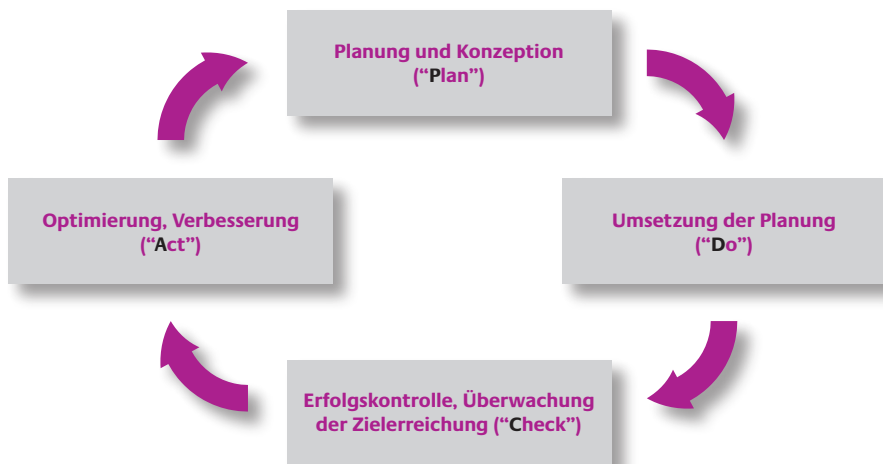 Planung und Konzeption
(“Plan”)
Optimierung, Verbesserung
(“Act”)
Umsetzung der Planung
(“Do”)
Erfolgskontrolle, Überwachung
der Zielerreichung (“Check”)